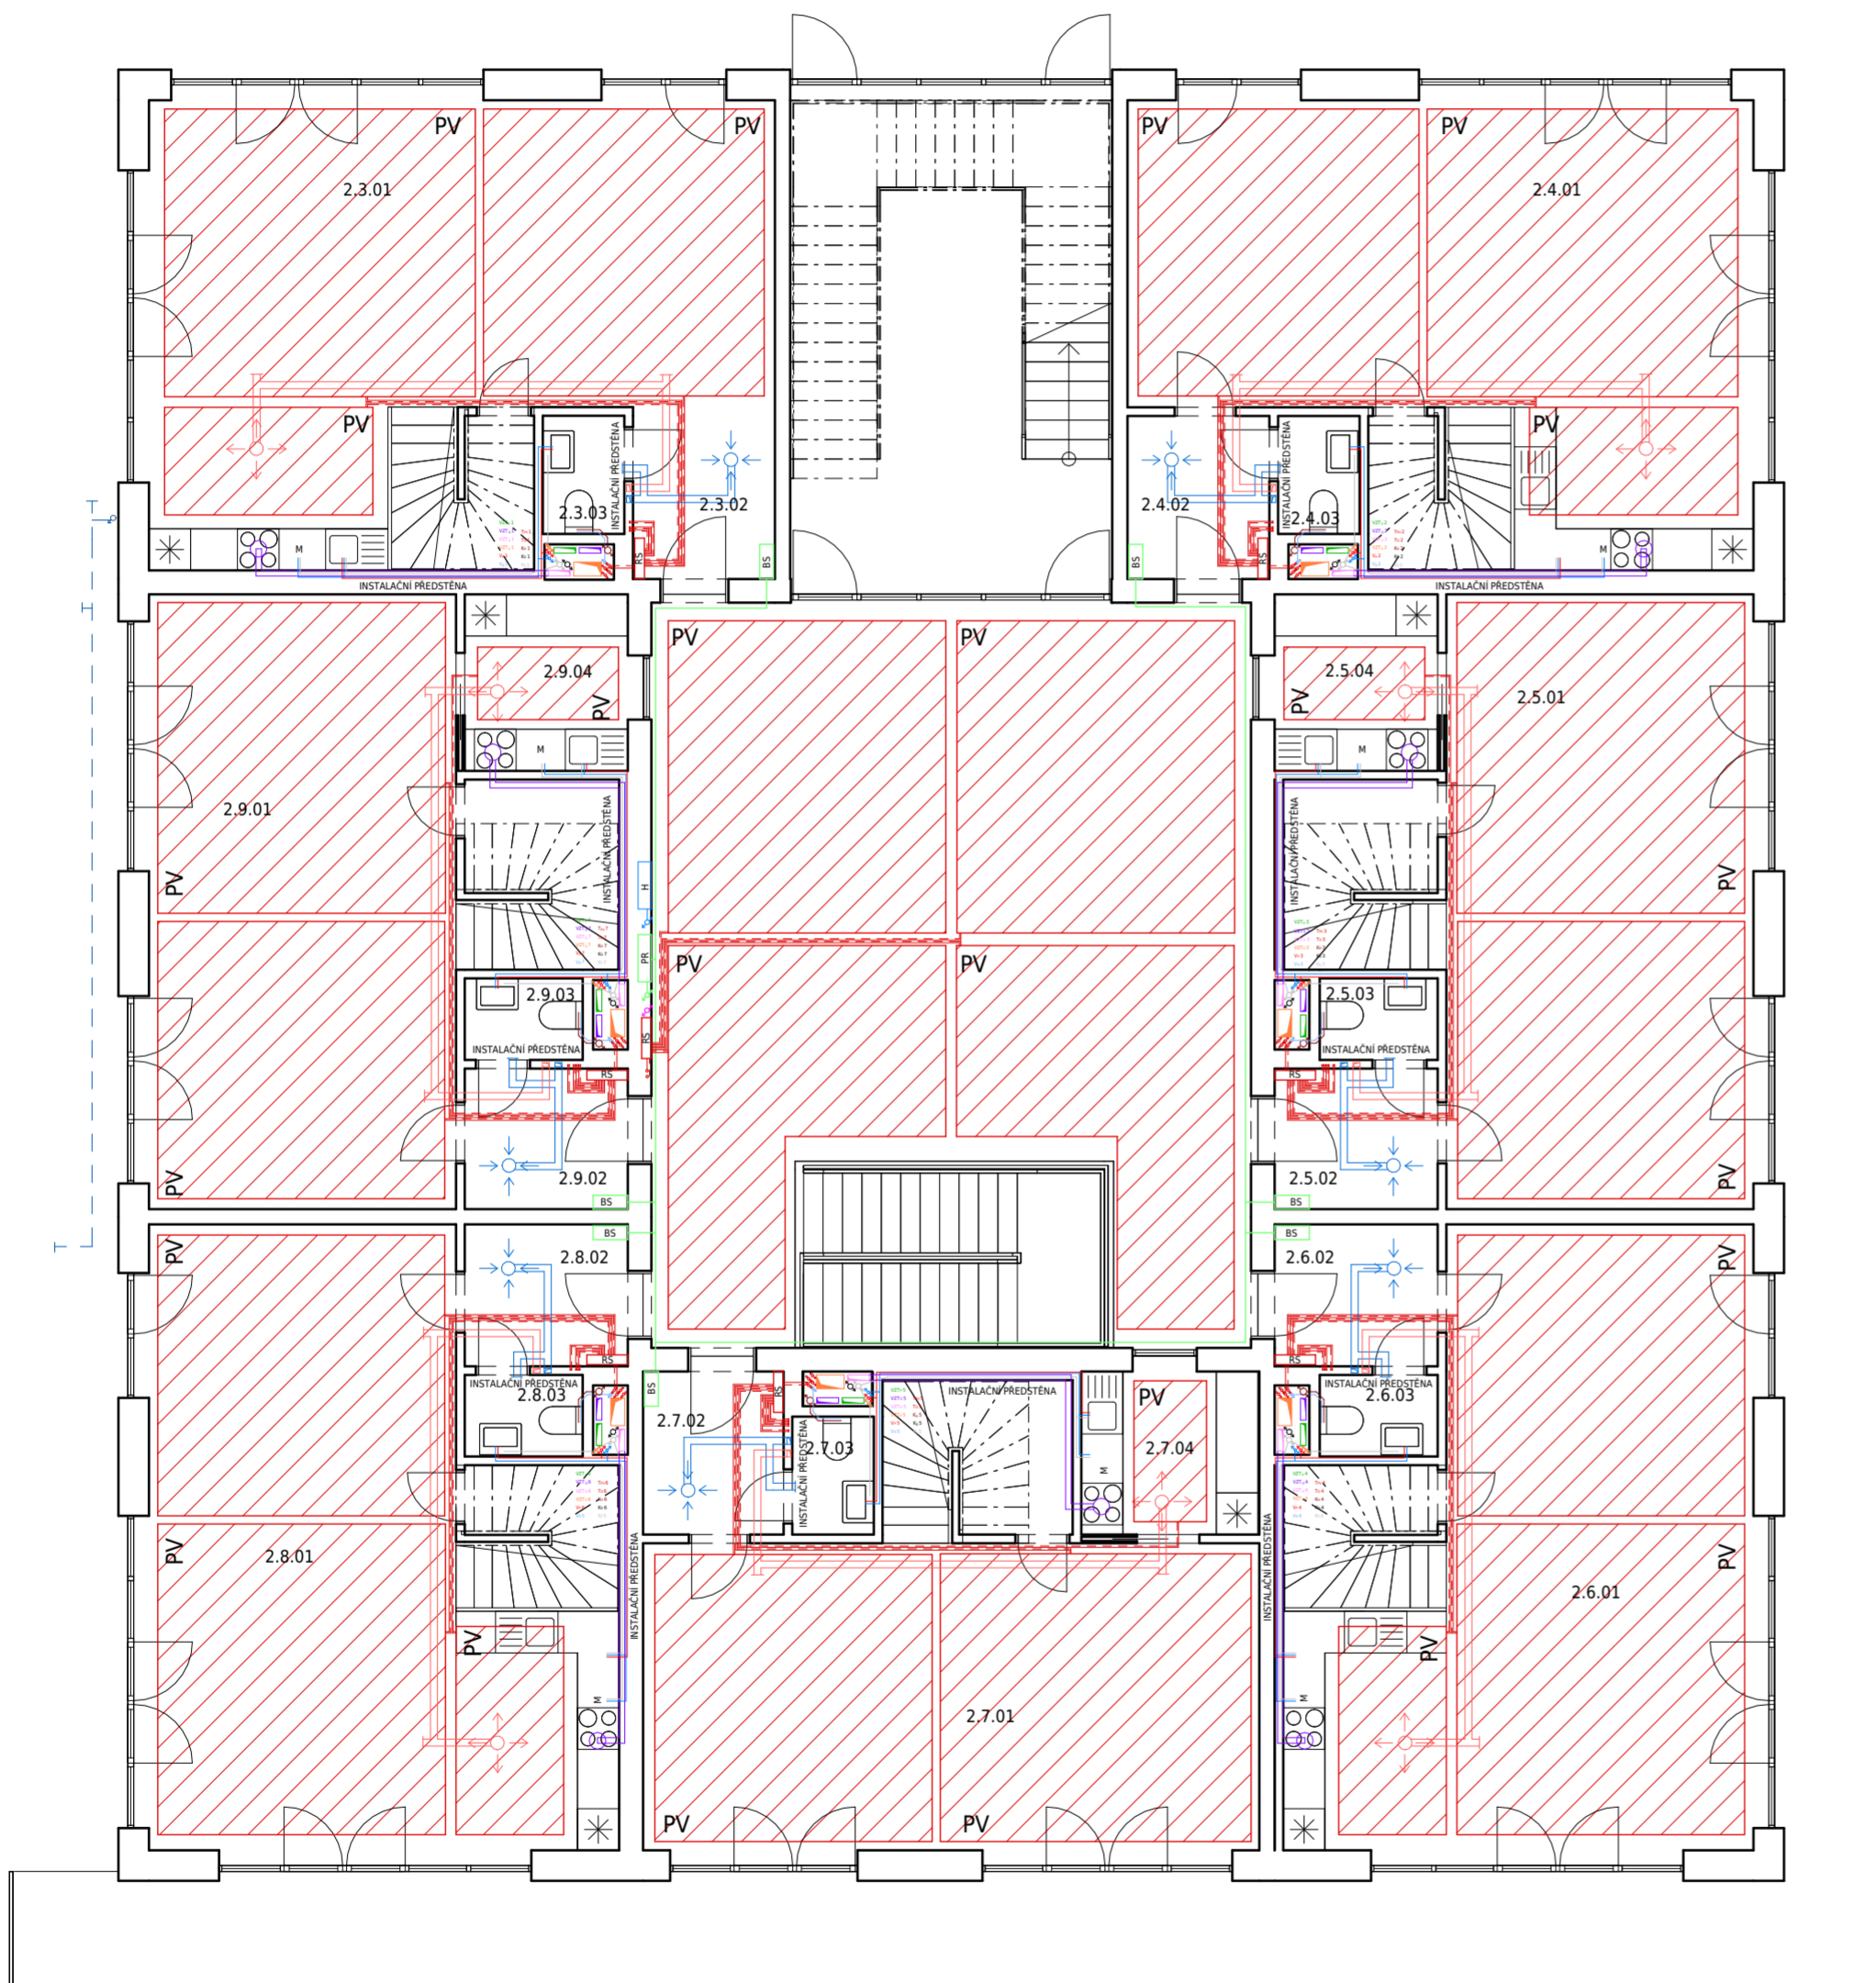 PV
PV
PV
PV
2.3.01
2.4.01
PV
PV
INSTALAČNÍ PŘEDSTĚNA
INSTALAČNÍ PŘEDSTĚNA
2.3.03
2.3.02
2.4.02
2.4.03
M
RS
BS
BS
RS
M
INSTALAČNÍ PŘEDSTĚNA
INSTALAČNÍ PŘEDSTĚNA
PV
PV
2.9.04
2.5.04
PV
PV
2.5.01
M
M
2.9.01
INSTALAČNÍ PŘEDSTĚNA
INSTALAČNÍ PŘEDSTĚNA
PV
H
PV
PR
PV
PV
2.9.03
2.5.03
RS
INSTALAČNÍ PŘEDSTĚNA
INSTALAČNÍ PŘEDSTĚNA
RS
RS
PV
2.9.02
2.5.02
PV
BS
BS
BS
BS
T
PV
2.8.02
2.6.02
PV
RS
RS
INSTALAČNÍ PŘEDSTĚNA
INSTALAČNÍ PŘEDSTĚNA
2.8.03
2.6.03
BS
RS
INSTALAČNÍ PŘEDSTĚNA
PV
2.7.02
2.7.03
2.7.04
INSTALAČNÍ PŘEDSTĚNA
M
PV
2.8.01
INSTALAČNÍ PŘEDSTĚNA
INSTALAČNÍ PŘEDSTĚNA
PV
2.6.01
PV
PV
M
M
2.7.01
PV
PV